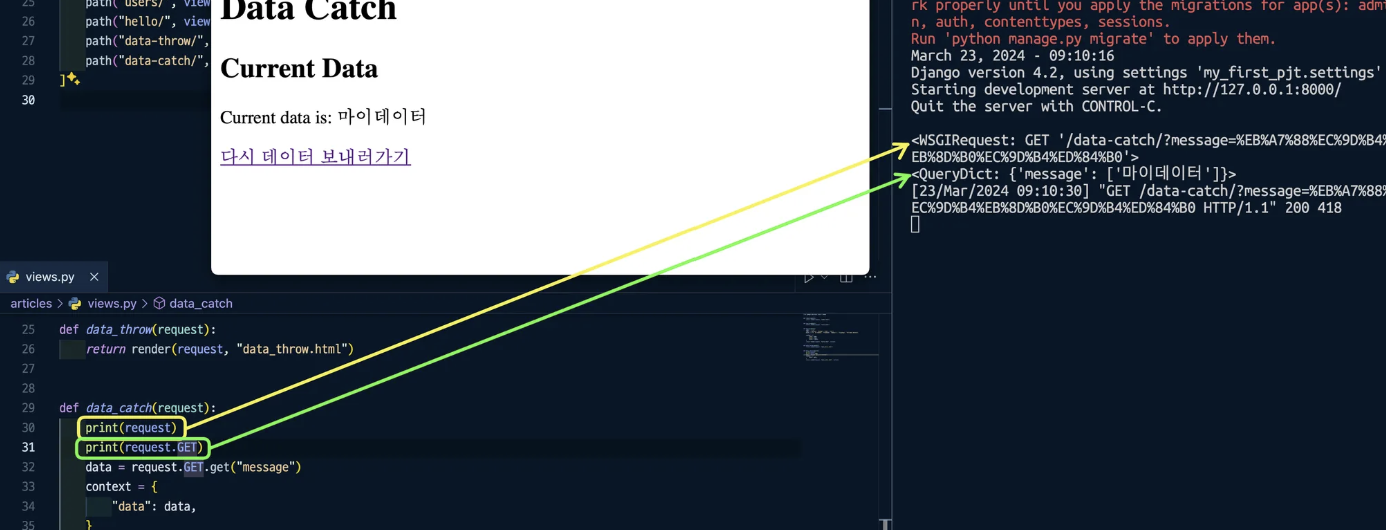 25 path("users/", view
26 path("hello/", view
27 path("data-throw/",
28 path("data-catch/",
29 ]
30
Data Catch
Current Data
Current data is: 마이데이터
다시 데이터 보내러가기
views.py
articles > views.py > data_catch
25 def data_throw(request):
26 return render(request, "data_throw.html")
27
28
29 def data_catch(request):
30 print(request)
31 print(request.GET)
32 data = request.GET.get("message")
33 context = {
34 "data": data,
35 }
rk properly until you apply the migrations for app(s): admi
n, auth, contenttypes, sessions.
Run 'python manage.py migrate' to apply them.
March 23, 2024 - 09:10:16
Django version 4.2, using settings 'my_first_pjt.settings'
Starting development server at http://127.0.0.1:8000/
Quit the server with CONTROL-C.
<WSGIRequest: GET '/data-catch/?message=%EB%A7%88%EC%9D%B4%
EB%8D%B0%EC%9D%B4%ED%84%B0'>
<QueryDict: {'message': ['마이데이터']}>
[23/Mar/2024 09:10:30] "GET /data-catch/?message=%EB%A7%88%
EC%9D%B4%EB%8D%B0%EC%9D%B4%ED%84%B0 HTTP/1.1" 200 418